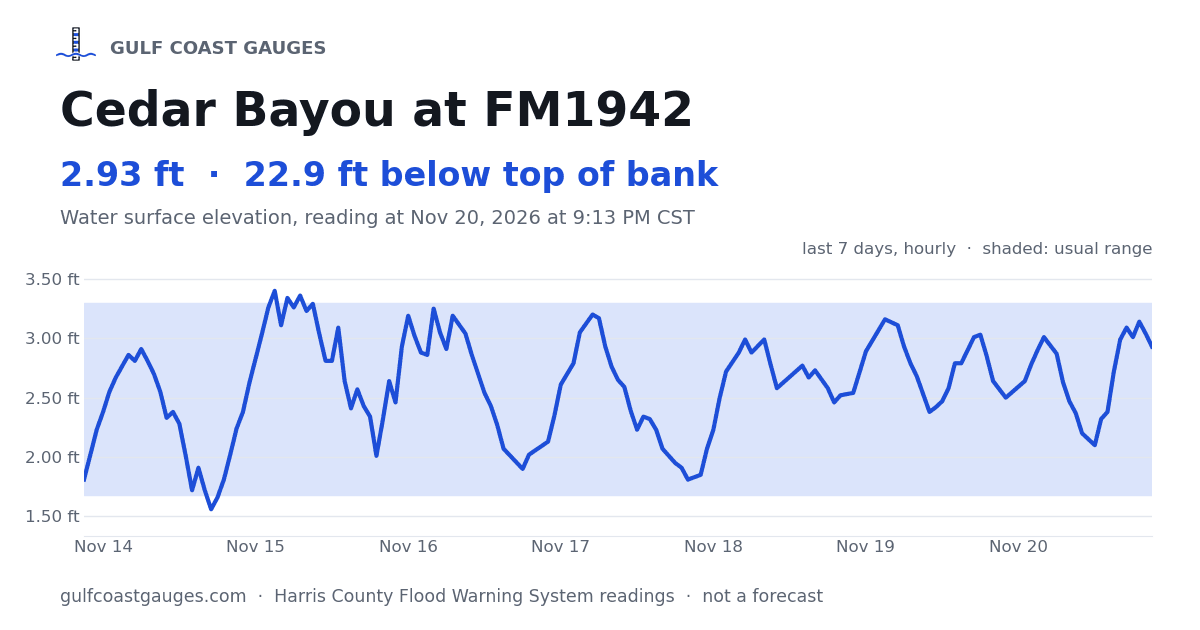 GULF COAST GAUGES
Cedar Bayou at FM1942
2.93 ft · 22.9 ft below top of bank
Water surface elevation, reading at Nov 20, 2026 at 9:13 PM CST
last 7 days, hourly · shaded: usual range
3.50 ft
3.00 ft
2.50 ft
2.00 ft
1.50 ft
Nov 14 Nov 15 Nov 16 Nov 17 Nov 18 Nov 19 Nov 20
gulfcoastgauges.com · Harris County Flood Warning System readings · not a forecast